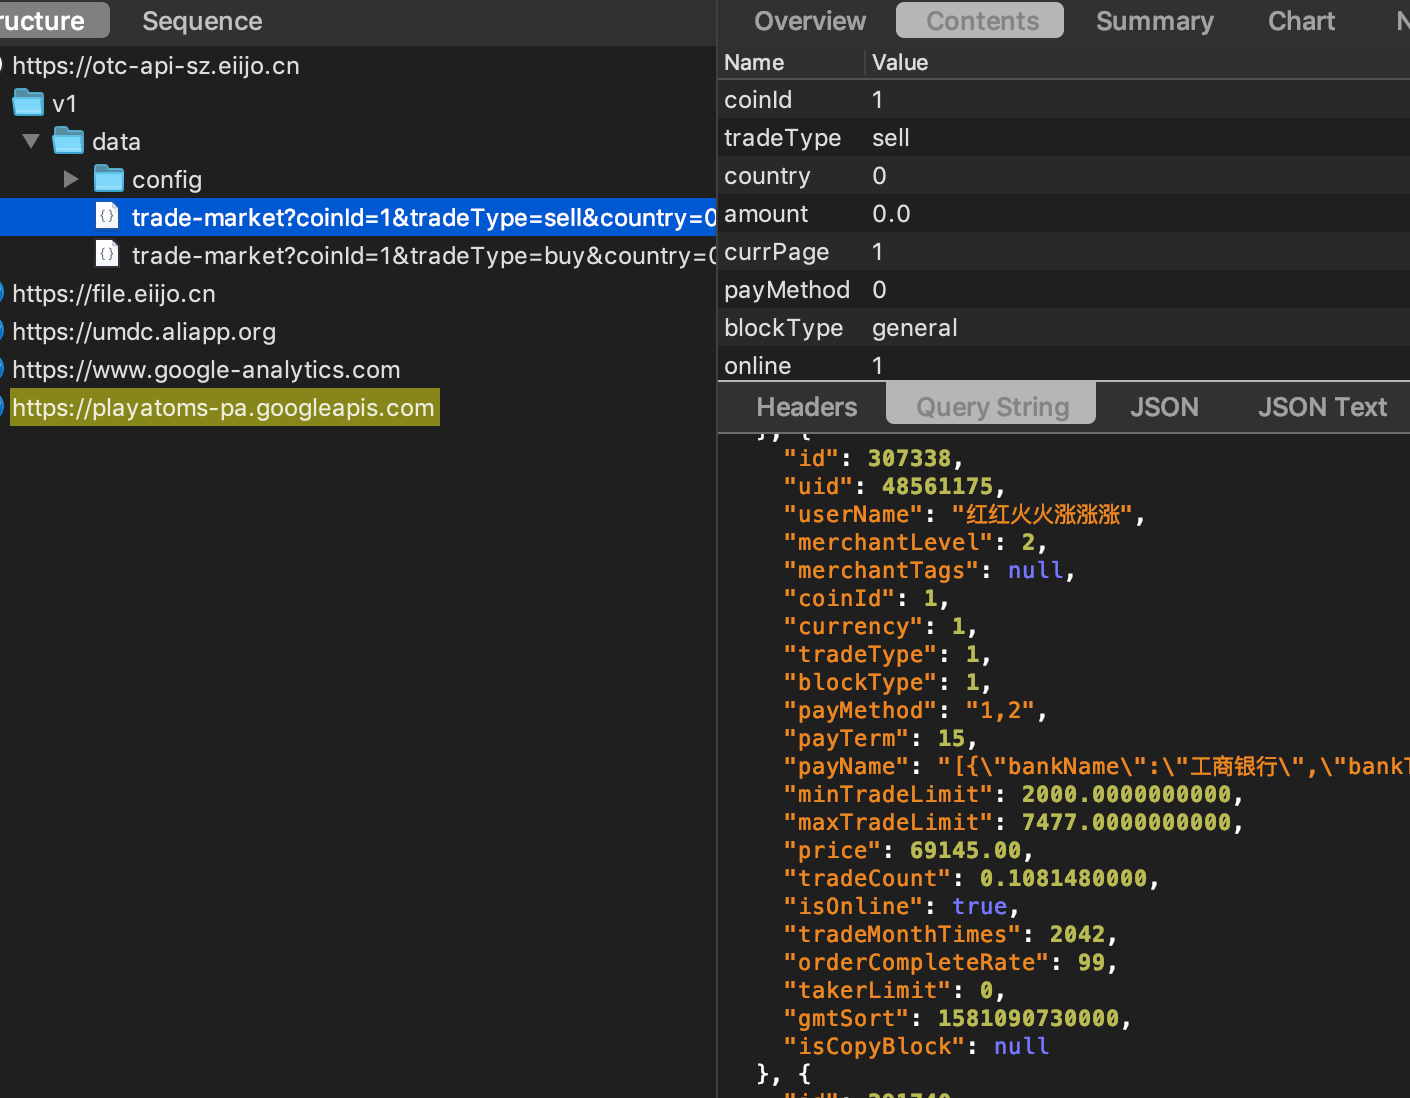 ructure Sequence
https://otc-api-sz.eiijo.cn
v1
data
config
trade-market?coinId=1&tradeType=sell&country=0
trade-market?coinId=1&tradeType=buy&country=0
https://file.eiijo.cn
https://umdc.aliapp.org
https://www.google-analytics.com
https://playatoms-pa.googleapis.com
Overview Contents Summary Chart N
Name Value
coinId 1
tradeType sell
country 0
amount 0.0
currPage 1
payMethod 0
blockType general
online 1
Headers Query String JSON JSON Text
}, {
"id": 307338,
"uid": 48561175,
"userName": "红红火火涨涨涨",
"merchantLevel": 2,
"merchantTags": null,
"coinId": 1,
"currency": 1,
"tradeType": 1,
"blockType": 1,
"payMethod": "1,2",
"payTerm": 15,
"payName": "[{\"bankName\":\"工商银行\",\"bankT
"minTradeLimit": 2000.0000000000,
"maxTradeLimit": 7477.0000000000,
"price": 69145.00,
"tradeCount": 0.1081480000,
"isOnline": true,
"tradeMonthTimes": 2042,
"orderCompleteRate": 99,
"takerLimit": 0,
"gmtSort": 1581090730000,
"isCopyBlock": null
}, {